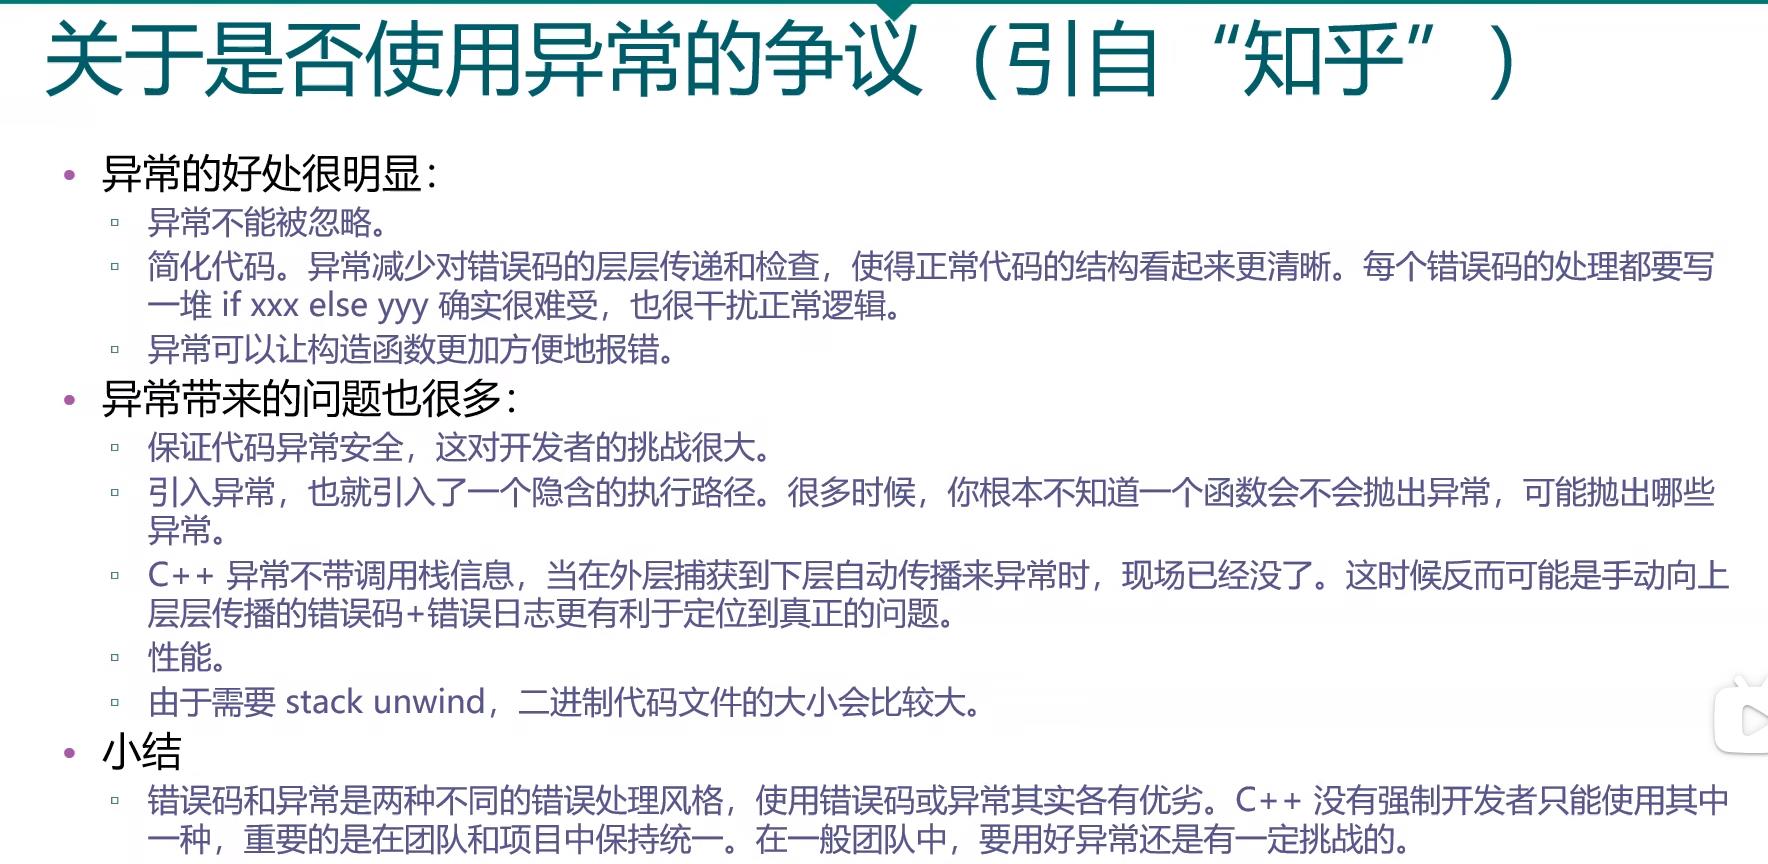 关于是否使用异常的争议（引自“知乎”）
• 异常的好处很明显：
▫ 异常不能被忽略。
▫ 简化代码。异常减少对错误码的层层传递和检查，使得正常代码的结构看起来更清晰。每个错误码的处理都要写
一堆 if xxx else yyy 确实很难受，也很干扰正常逻辑。
▫ 异常可以让构造函数更加方便地报错。
• 异常带来的问题也很多：
▫ 保证代码异常安全，这对开发者的挑战很大。
▫ 引入异常，也就引入了一个隐含的执行路径。很多时候，你根本不知道一个函数会不会抛出异常，可能抛出哪些
异常。
▫ C++ 异常不带调用栈信息，当在外层捕获到下层自动传播来异常时，现场已经没了。这时候反而可能是手动向上
层层传播的错误码+错误日志更有利于定位到真正的问题。
▫ 性能。
▫ 由于需要 stack unwind，二进制代码文件的大小会比较大。
• 小结
▫ 错误码和异常是两种不同的错误处理风格，使用错误码或异常其实各有优劣。C++ 没有强制开发者只能使用其中
一种，重要的是在团队和项目中保持统一。在一般团队中，要用好异常还是有一定挑战的。